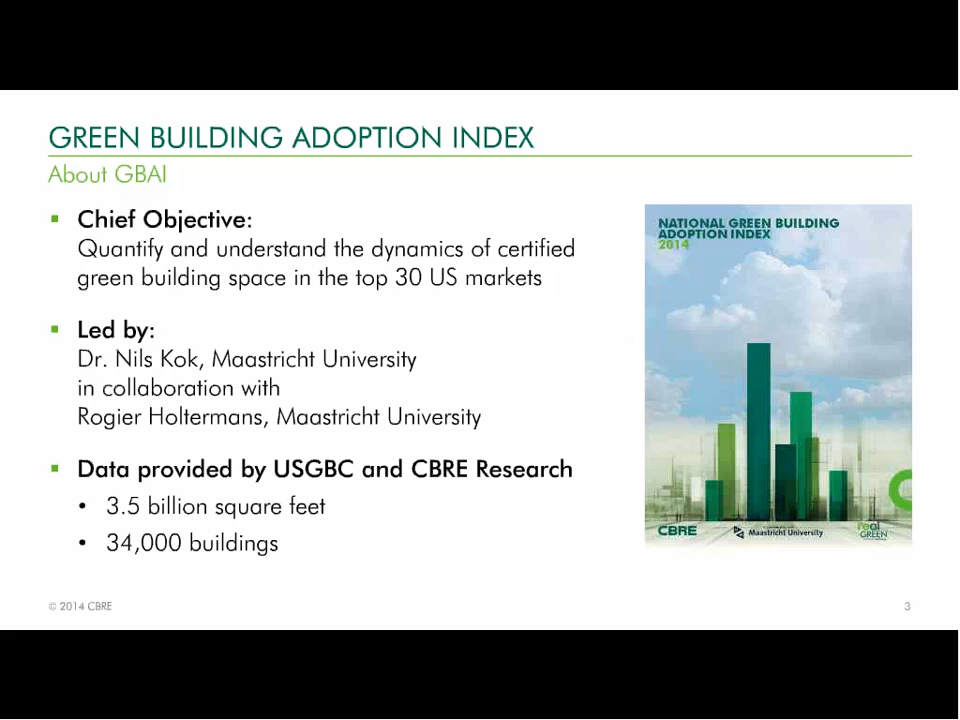 GREEN BUILDING ADOPTION INDEX
About GBAI
▪ Chief Objective:
Quantify and understand the dynamics of certified
green building space in the top 30 US markets
▪ Led by:
Dr. Nils Kok, Maastricht University
in collaboration with
Rogier Holtermans, Maastricht University
▪ Data provided by USGBC and CBRE Research
• 3.5 billion square feet
• 34,000 buildings
NATIONAL GREEN BUILDING
ADOPTION INDEX
2014
CBRE
Maastricht University
real
GREEN
© 2014 CBRE
3